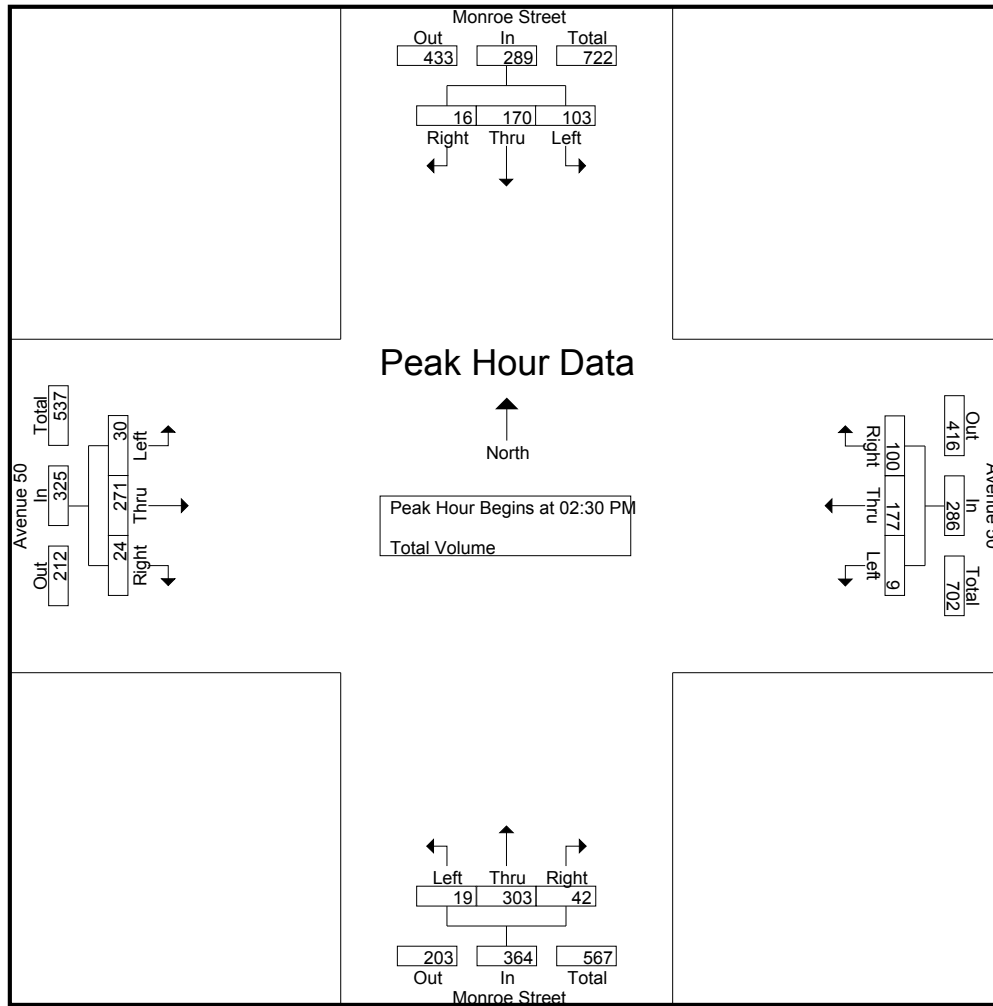 Monroe Street
Out In Total
433 289 722
16 170 103
Right Thru Left
Peak Hour Data
North
Peak Hour Begins at 02:30 PM
Total Volume
Avenue 50
Total In Out
537 325 212
30 271 24
Left Thru Right
Avenue 50
Out In Total
416 286 702
100 177 9
Right Thru Left
Left Thru Right
19 303 42
203 364 567
Out In Total
Monroe Street